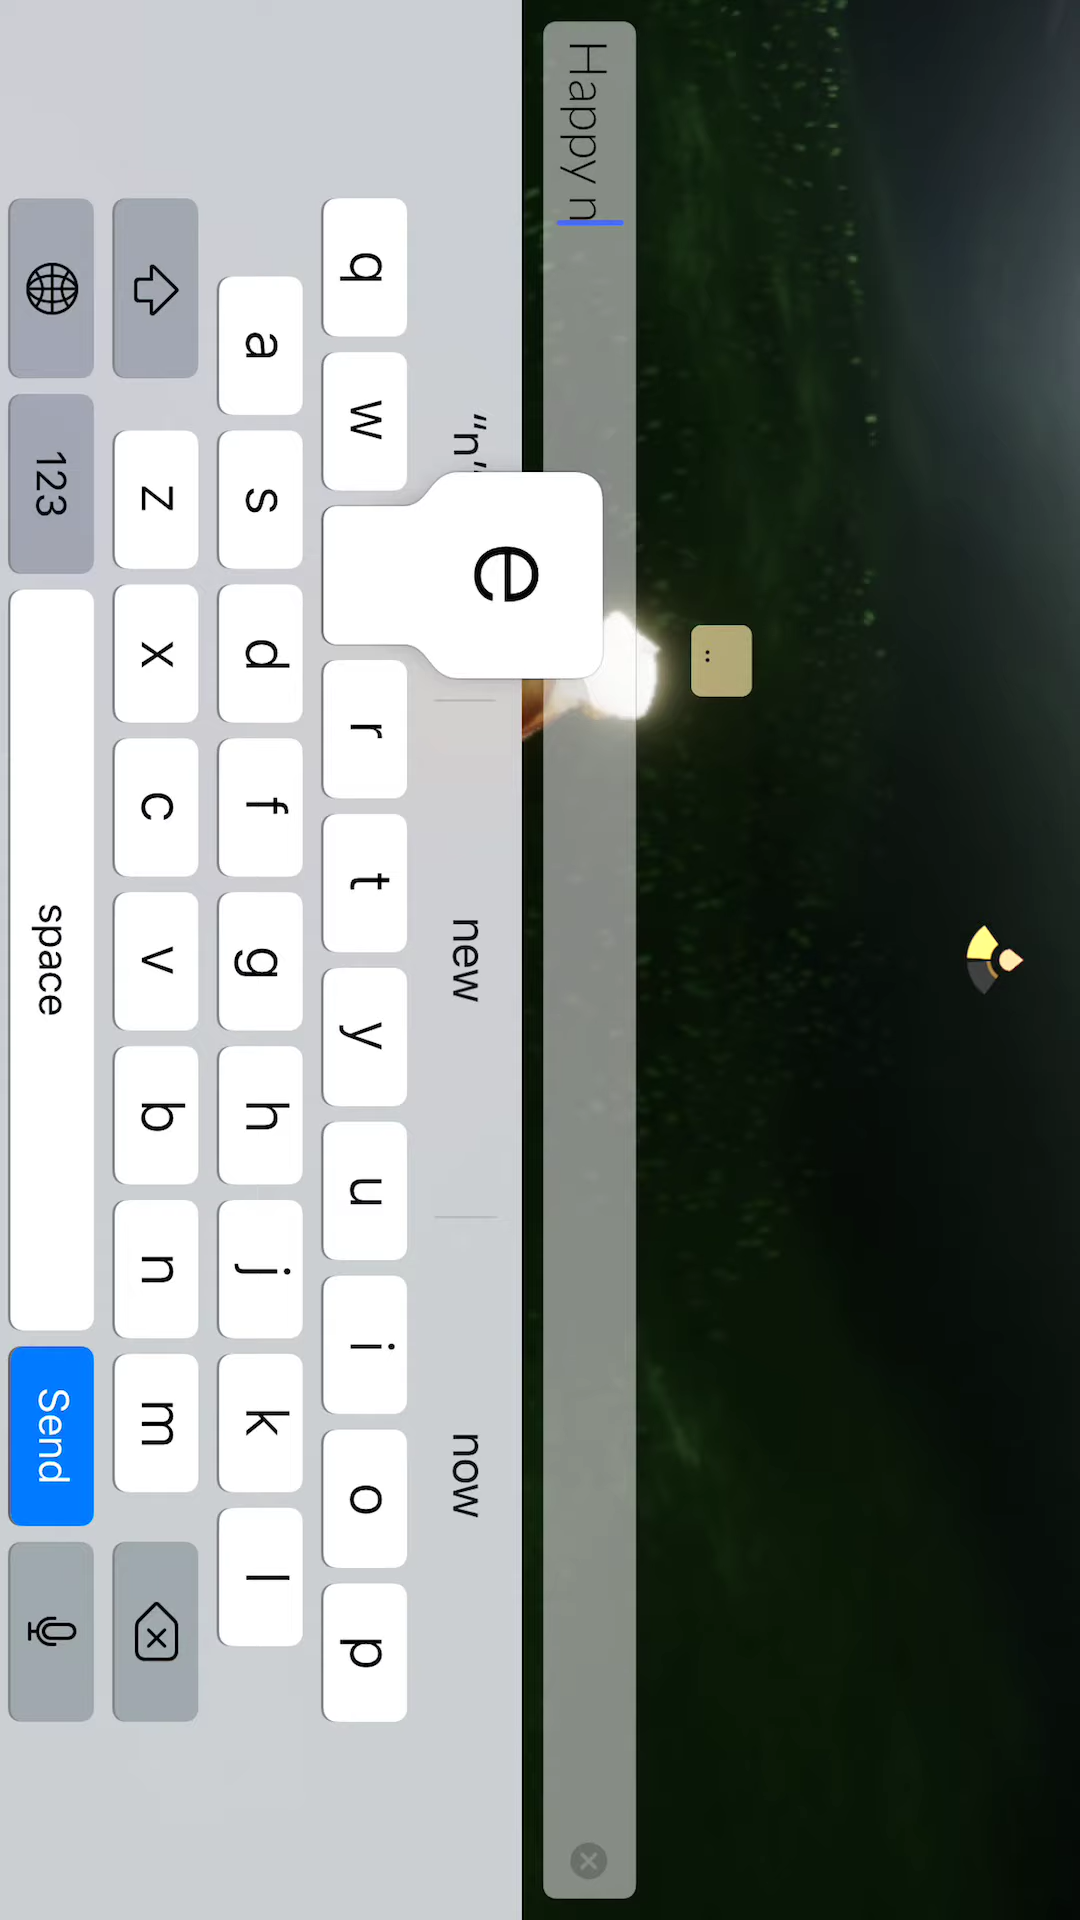 Happy n
“n”
new
now
q w e r t y u i o p
a s d f g h j k l
z x c v b n m
123 space Send